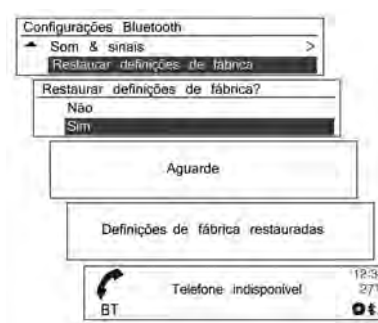 Configurações Bluetooth
Som & sinais >
Restaurar definições de fábrica
Restaurar definições de fábrica?
Não
Sim
Aguarde
Definições de fábrica restauradas
12:3
Telefone indisponível 27°
BT